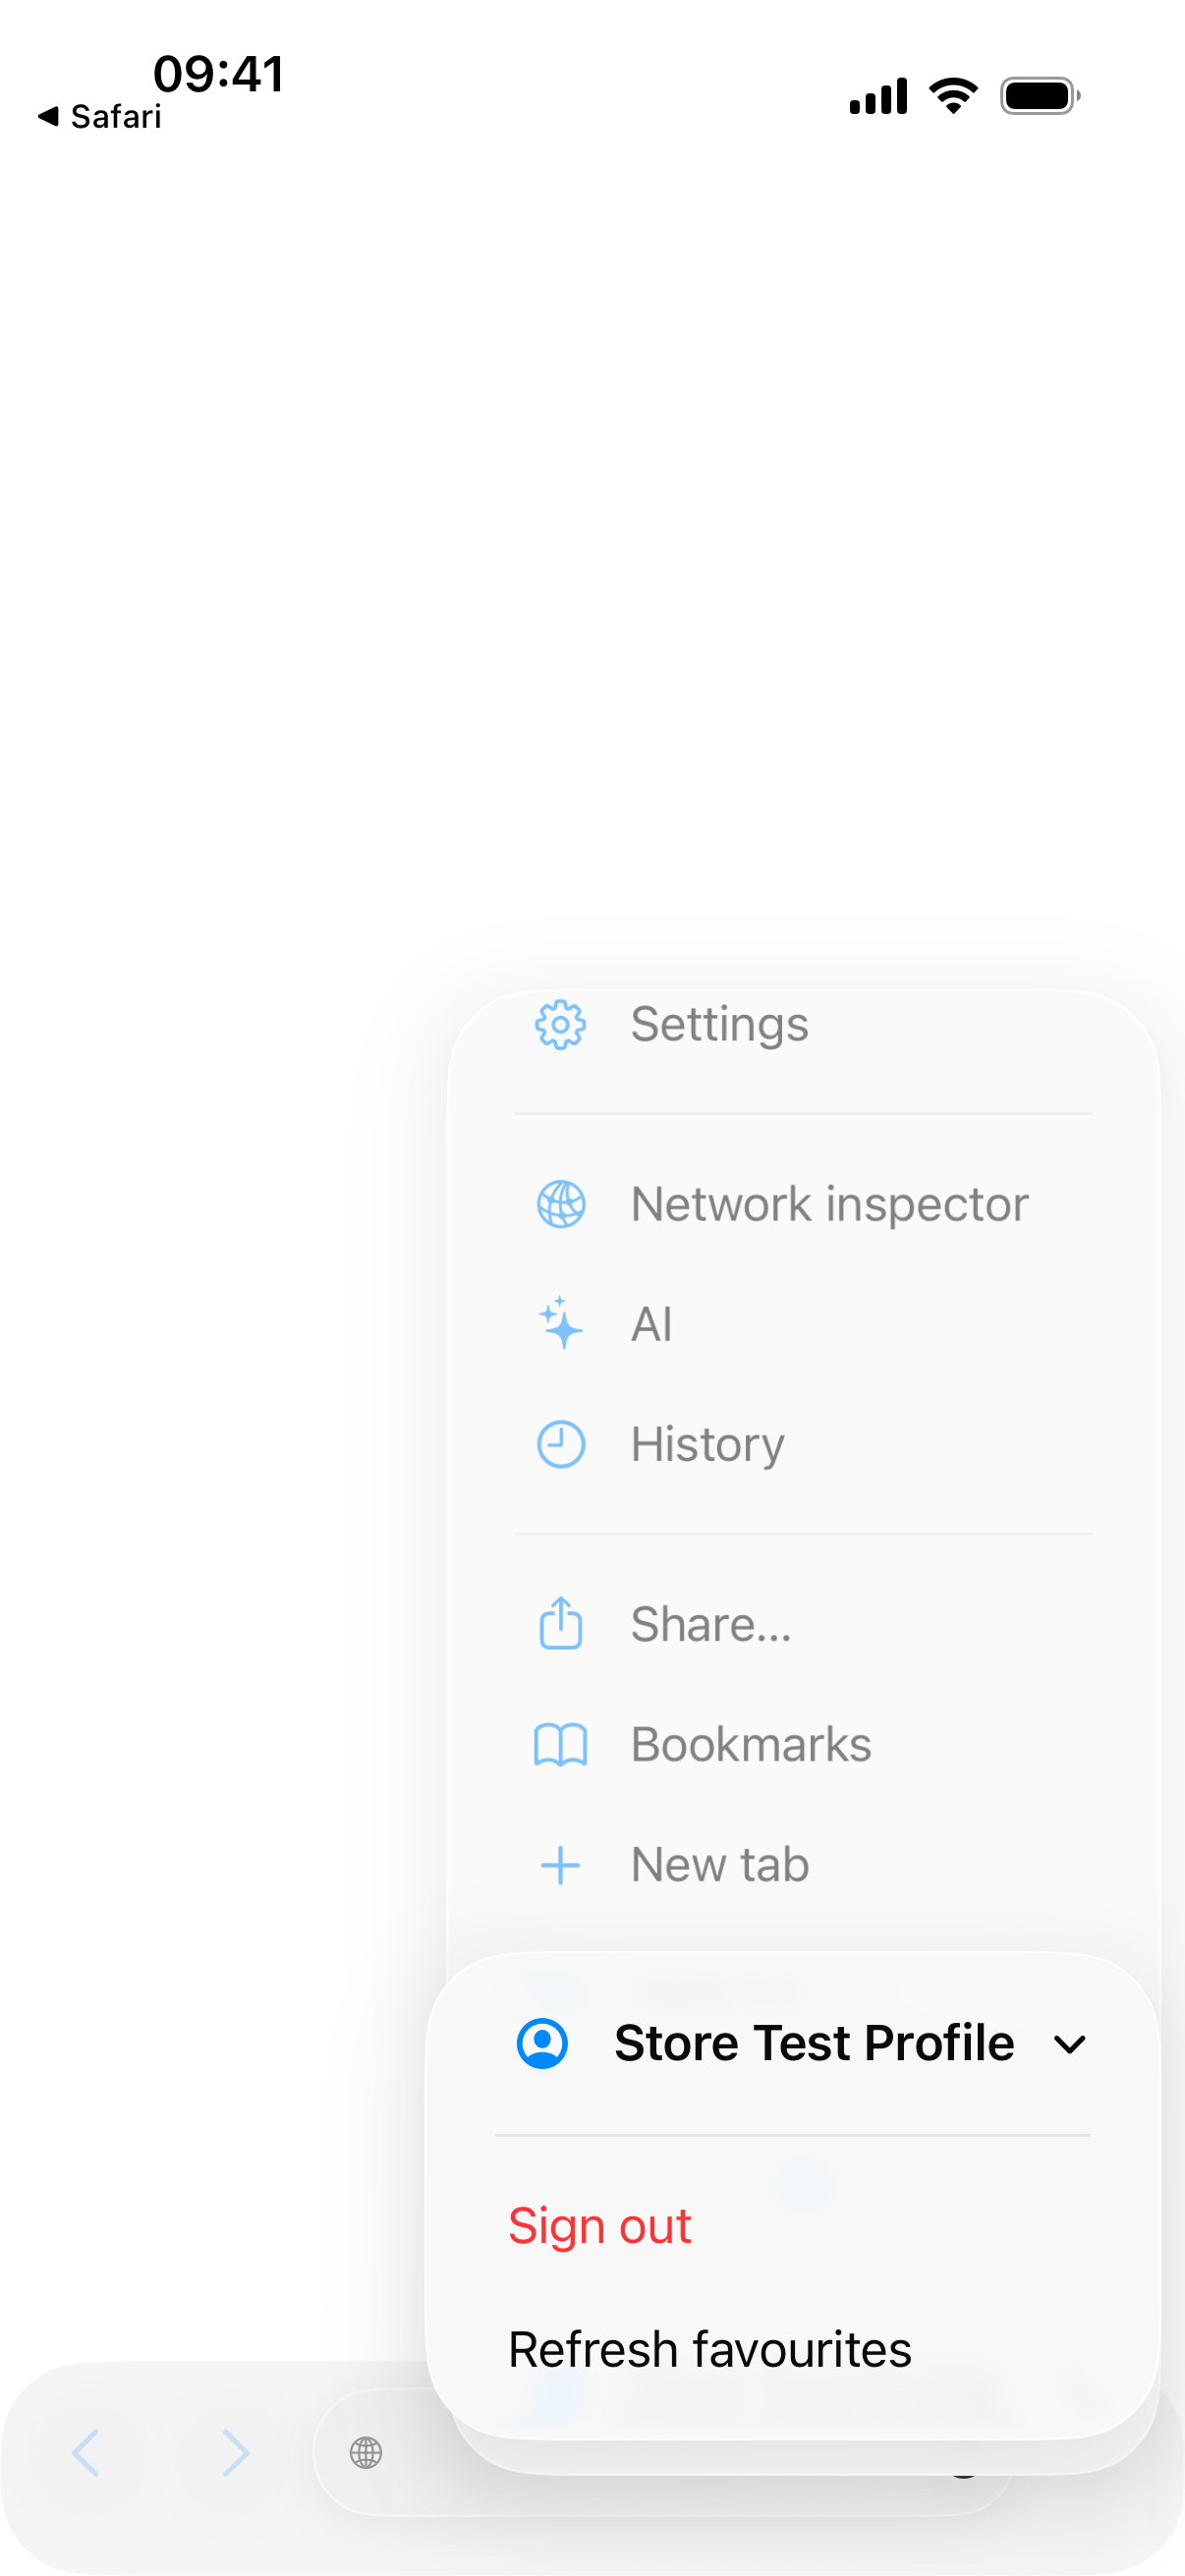 09:41
Safari
Settings
Network inspector
AI
History
Share...
Bookmarks
New tab
Store Test Profile
Sign out
Refresh favourites